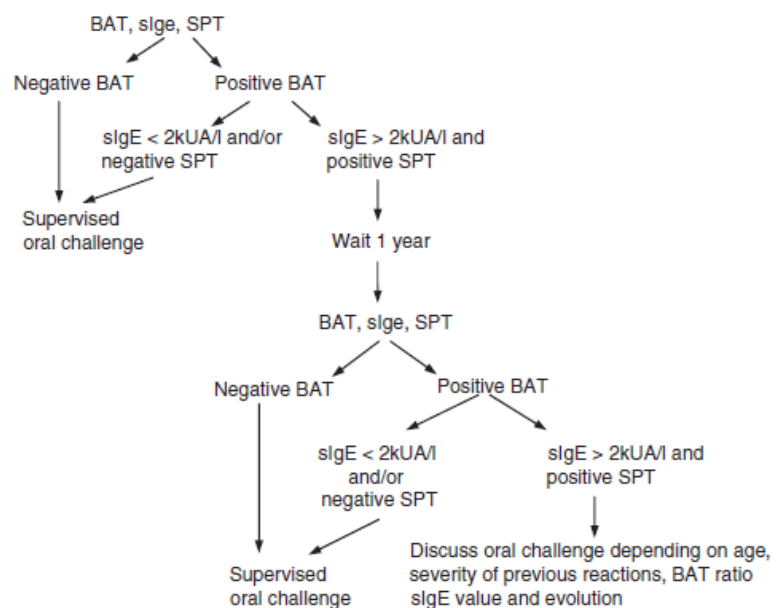 BAT, sIge, SPT
Negative BAT
Positive BAT
sIgE < 2kUA/l and/or
negative SPT
sIgE > 2kUA/l and
positive SPT
Supervised
oral challenge
Wait 1 year
BAT, sIge, SPT
Negative BAT
Positive BAT
sIgE < 2kUA/l
and/or
negative SPT
sIgE > 2kUA/l and
positive SPT
Supervised
oral challenge
Discuss oral challenge depending on age,
severity of previous reactions, BAT ratio
sIgE value and evolution